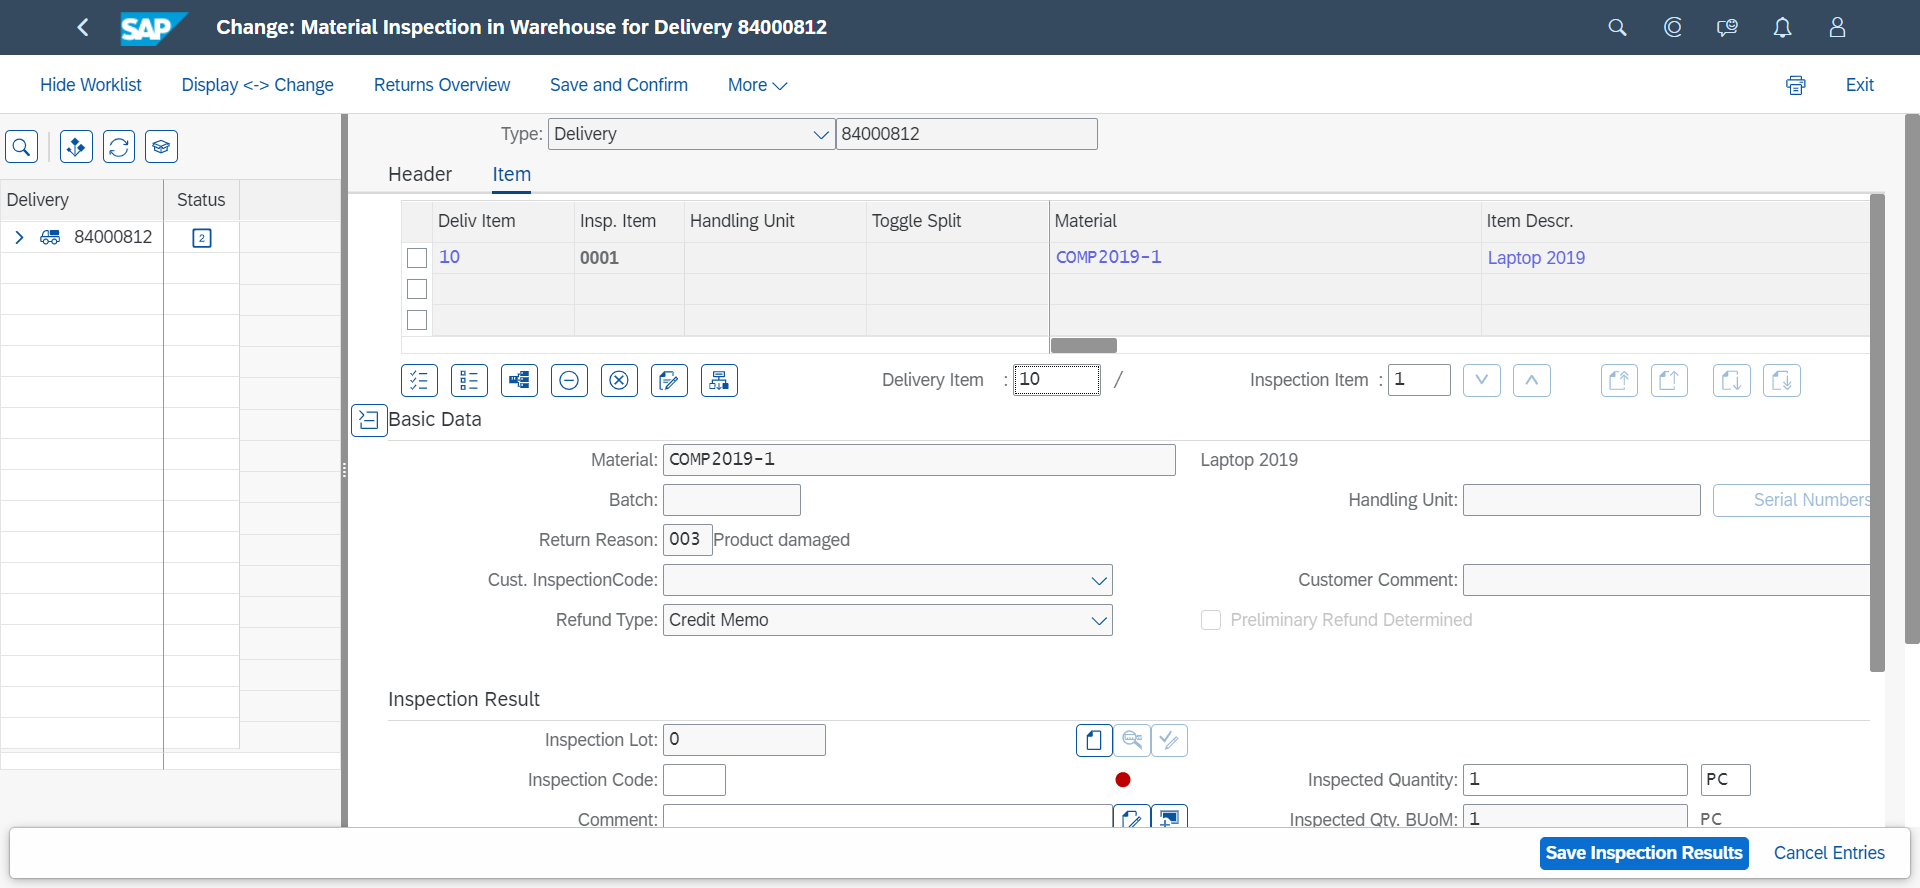 SAP Change: Material Inspection in Warehouse for Delivery 84000812
Hide Worklist Display <-> Change Returns Overview Save and Confirm More Exit
Type: Delivery 84000812
Header Item
Delivery Status
84000812 2
Deliv Item Insp. Item Handling Unit Toggle Split Material Item Descr.
10 0001 COMP2019-1 Laptop 2019
Delivery Item : 10 / Inspection Item : 1
Basic Data
Material: COMP2019-1 Laptop 2019
Batch: Handling Unit: Serial Numbers
Return Reason: 003 Product damaged
Cust. InspectionCode: Customer Comment:
Refund Type: Credit Memo Preliminary Refund Determined
Inspection Result
Inspection Lot: 0
Inspection Code: Inspected Quantity: 1 PC
Comment: Inspected Qty. BUoM: 1 PC
Save Inspection Results Cancel Entries